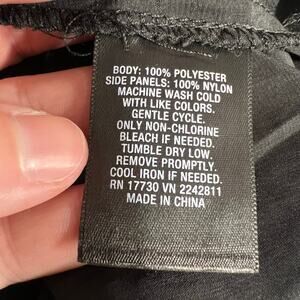 BODY: 100% POLYESTER
SIDE PANELS: 100% NYLON
MACHINE WASH COLD
WITH LIKE COLORS.
GENTLE CYCLE.
ONLY NON-CHLORINE
BLEACH IF NEEDED.
TUMBLE DRY LOW.
REMOVE PROMPTLY.
COOL IRON IF NEEDED.
RN 17730 VN 2242811
MADE IN CHINA